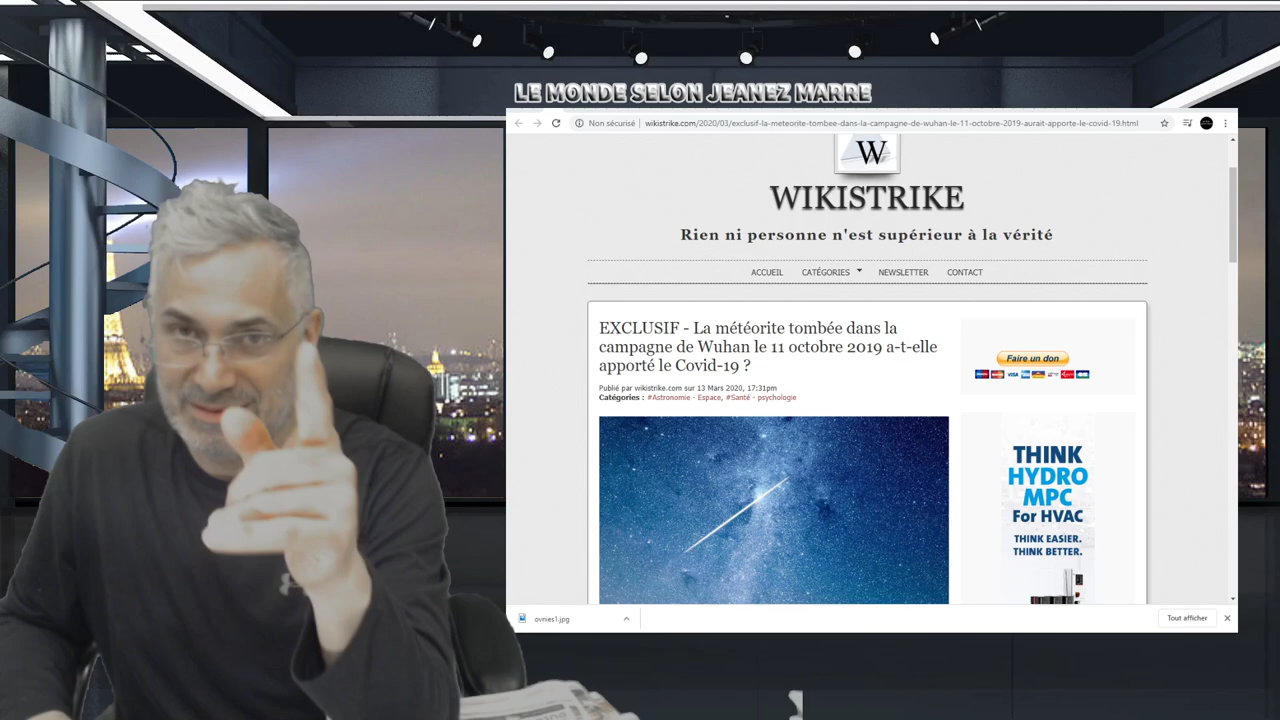 LE MONDE SELON JEANEZ MARRE
Non sécurisé | wikistrike.com/2020/03/exclusif-la-meteorite-tombee-dans-la-campagne-de-wuhan-le-11-octobre-2019-aurait-apporte-le-covid-19.html
W
WIKISTRIKE
Rien ni personne n'est supérieur à la vérité
ACCUEIL CATÉGORIES NEWSLETTER CONTACT
EXCLUSIF - La météorite tombée dans la
campagne de Wuhan le 11 octobre 2019 a-t-elle
apporté le Covid-19 ?
Publié par wikistrike.com sur 13 Mars 2020, 17:31pm
Catégories : #Astronomie - Espace, #Santé - psychologie
Faire un don
VISA
THINK
HYDRO
MPC
For HVAC
THINK EASIER.
THINK BETTER.
ovnies1.jpg
Tout afficher